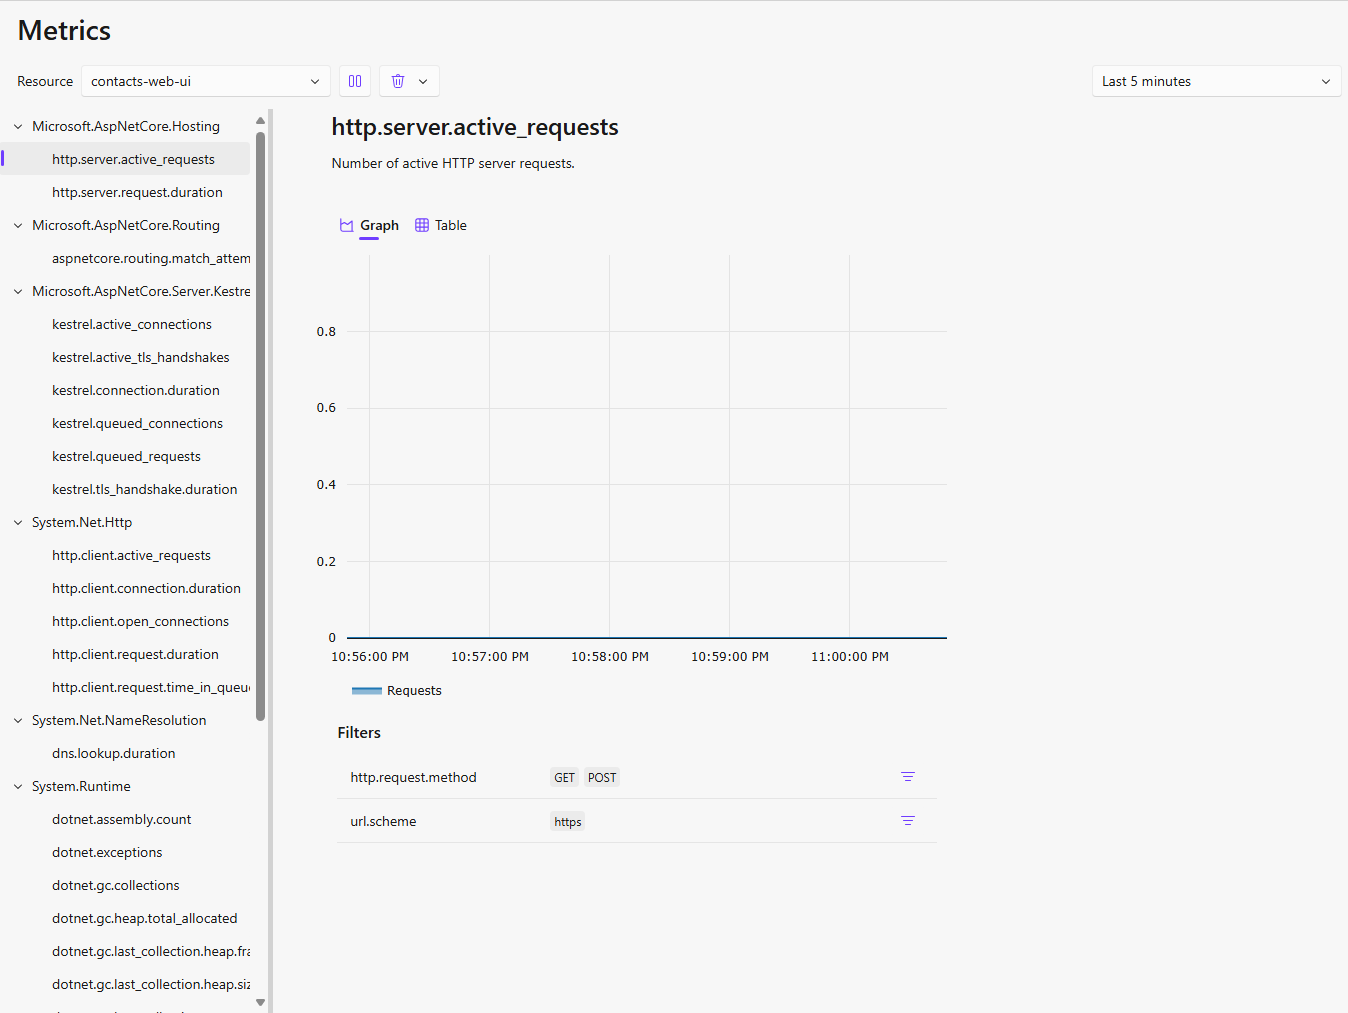 Metrics
Resource contacts-web-ui Last 5 minutes
Microsoft.AspNetCore.Hosting
http.server.active_requests
http.server.request.duration
Microsoft.AspNetCore.Routing
aspnetcore.routing.match_attem
Microsoft.AspNetCore.Server.Kestre
kestrel.active_connections
kestrel.active_tls_handshakes
kestrel.connection.duration
kestrel.queued_connections
kestrel.queued_requests
kestrel.tls_handshake.duration
System.Net.Http
http.client.active_requests
http.client.connection.duration
http.client.open_connections
http.client.request.duration
http.client.request.time_in_queu
System.Net.NameResolution
dns.lookup.duration
System.Runtime
dotnet.assembly.count
dotnet.exceptions
dotnet.gc.collections
dotnet.gc.heap.total_allocated
dotnet.gc.last_collection.heap.fra
dotnet.gc.last_collection.heap.siz
http.server.active_requests
Number of active HTTP server requests.
Graph Table
0.8
0.6
0.4
0.2
0
10:56:00 PM 10:57:00 PM 10:58:00 PM 10:59:00 PM 11:00:00 PM
Requests
Filters
http.request.method GET POST
url.scheme https